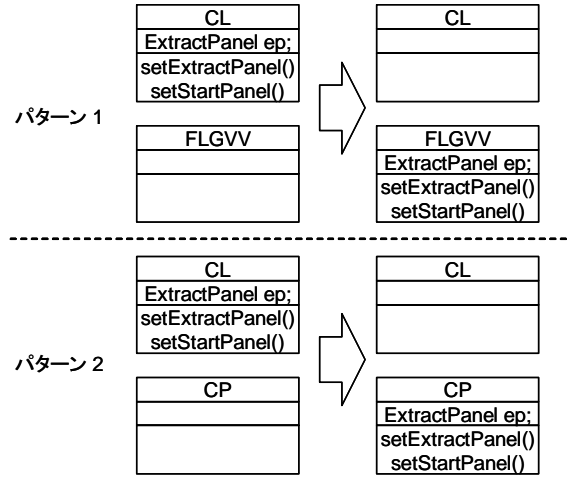 CL
ExtractPanel ep;
setExtractPanel()
setStartPanel()
CL
パターン 1
FLGVV
FLGVV
ExtractPanel ep;
setExtractPanel()
setStartPanel()
CL
ExtractPanel ep;
setExtractPanel()
setStartPanel()
CL
パターン 2
CP
CP
ExtractPanel ep;
setExtractPanel()
setStartPanel()